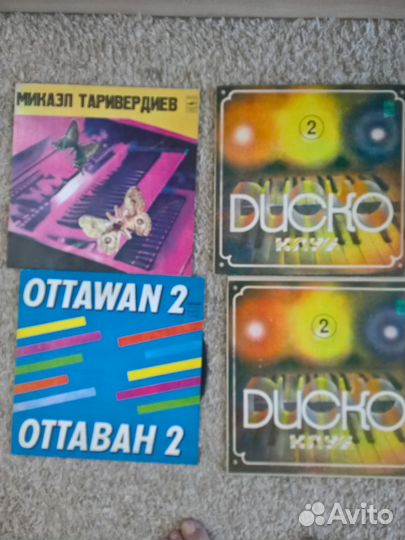 МИКАЭЛ ТАРИВЕРДИЕВ
2
ДИСКО
КЛУБ
OTTAWAN 2
ОТТАВАН 2
2
ДИСКО
КЛУБ
Avito